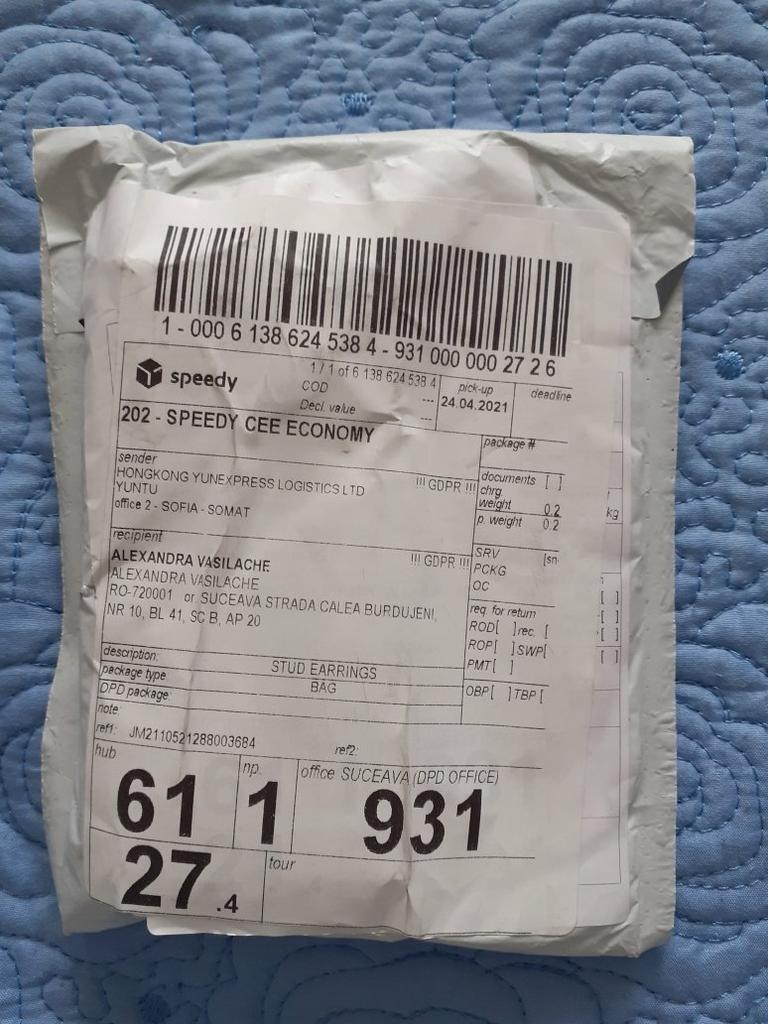 1 - 000 6 138 624 538 4 - 931 000 000 272 6
speedy
1 / 1 of 6 138 624 538 4
COD ---
Decl. value ---
pick-up
24.04.2021
deadline
202 - SPEEDY CEE ECONOMY
package #
sender
HONGKONG YUNEXPRESS LOGISTICS LTD !!! GDPR !!!
YUNTU
office 2 - SOFIA - SOMAT
documents [ ]
chrg.
weight 0.2
p. weight 0.2
kg
recipient
ALEXANDRA VASILACHE !!! GDPR !!!
ALEXANDRA VASILACHE
RO-720001 or SUCEAVA STRADA CALEA BURDUJENI,
NR 10, BL 41, SC B, AP 20
SRV [sn
PCKG
OC
req. for return
ROD[ ] rec. [
ROP[ ] SWP[
PMT[ ]
OBP[ ] TBP [
[ ]
[ ]
[ ]
[ ]
description: STUD EARRINGS
package type: BAG
DPD package:
note:
ref1: JM2110521288003684 ref2:
hub
61
np.
1
office SUCEAVA (DPD OFFICE)
931
27.4
tour